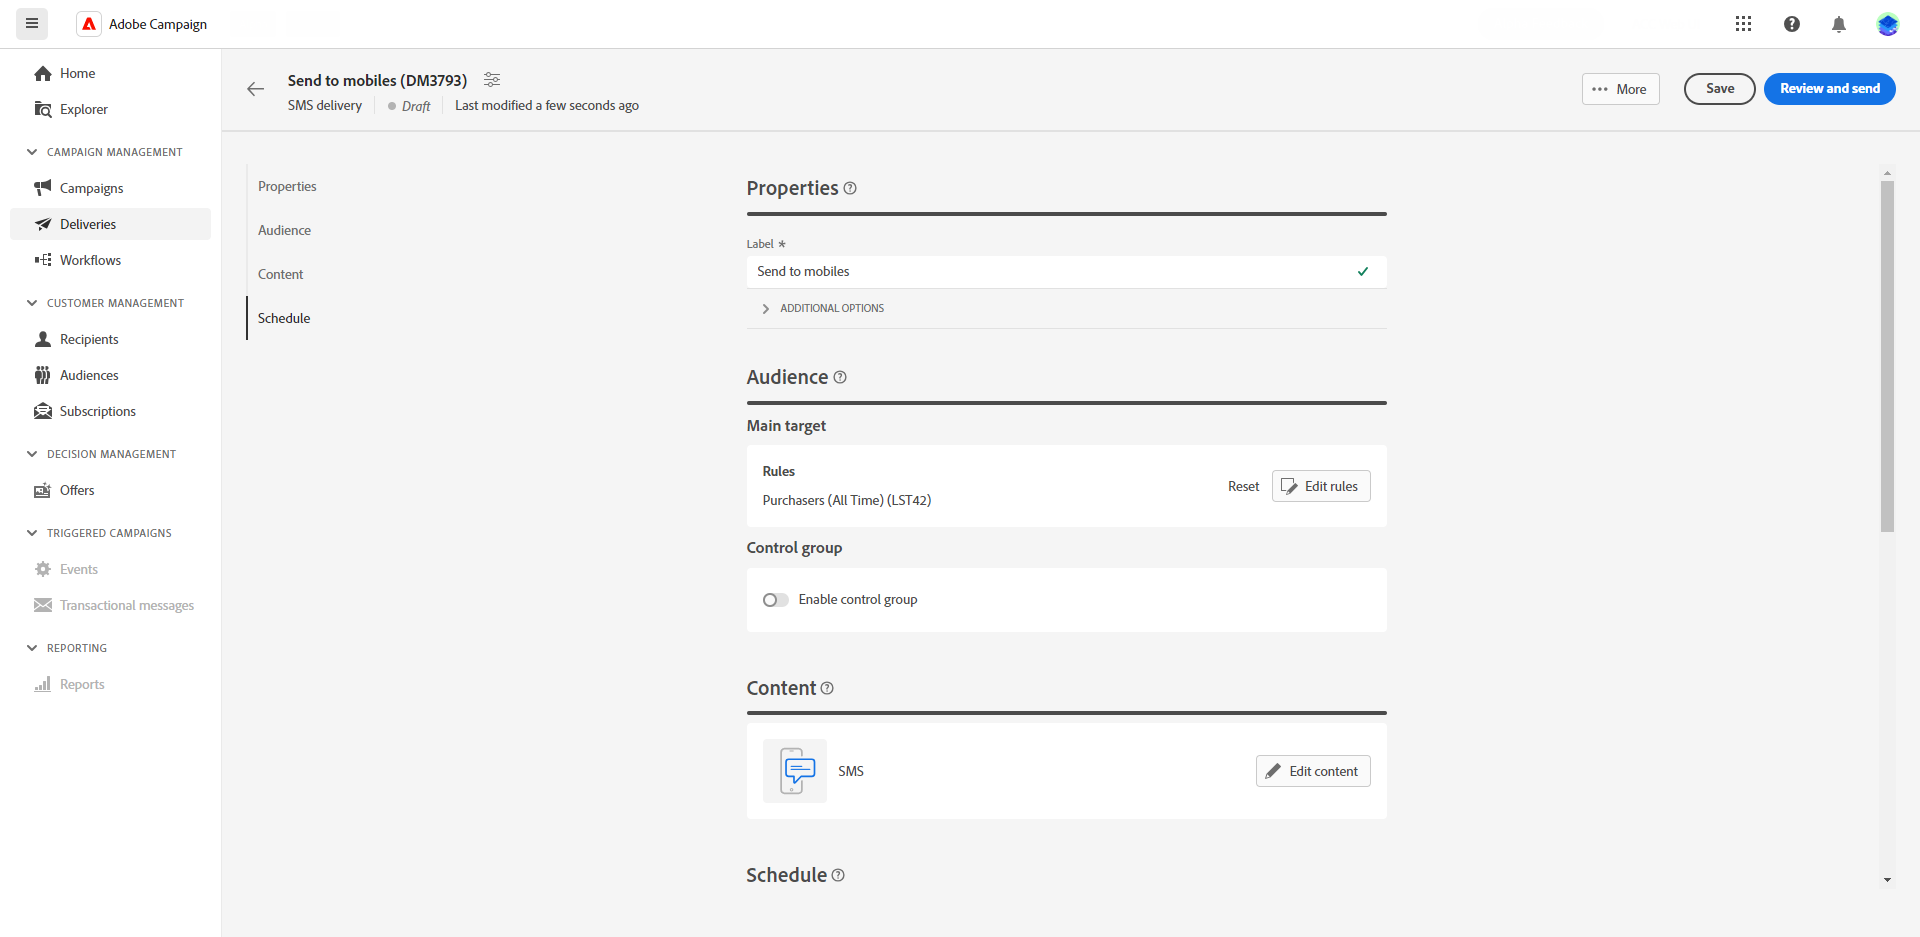 Adobe Campaign
Home
Explorer
CAMPAIGN MANAGEMENT
Campaigns
Deliveries
Workflows
CUSTOMER MANAGEMENT
Recipients
Audiences
Subscriptions
DECISION MANAGEMENT
Offers
TRIGGERED CAMPAIGNS
Events
Transactional messages
REPORTING
Reports
Send to mobiles (DM3793)
SMS delivery
Draft
Last modified a few seconds ago
More
Save
Review and send
Properties
Audience
Content
Schedule
Properties
Label *
Send to mobiles
ADDITIONAL OPTIONS
Audience
Main target
Rules
Purchasers (All Time) (LST42)
Reset
Edit rules
Control group
Enable control group
Content
SMS
Edit content
Schedule